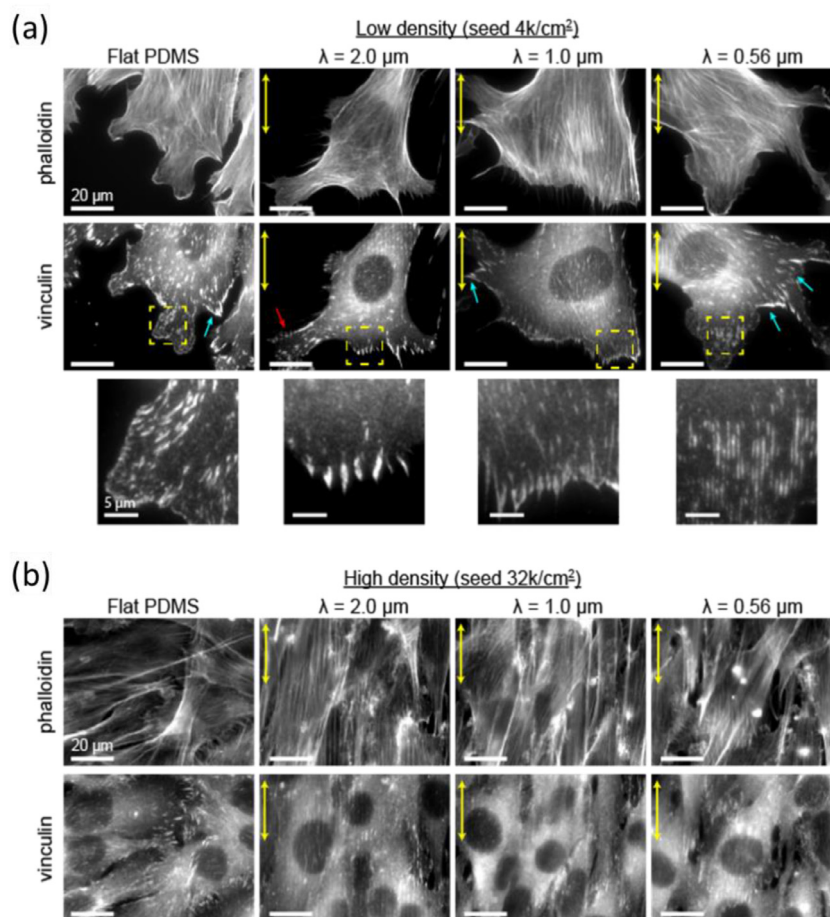 (a)
Low density (seed 4k/cm²)
Flat PDMS λ = 2.0 µm λ = 1.0 µm λ = 0.56 µm
phalloidin
20 µm
vinculin
5 µm
(b)
High density (seed 32k/cm²)
Flat PDMS λ = 2.0 µm λ = 1.0 µm λ = 0.56 µm
phalloidin
20 µm
vinculin